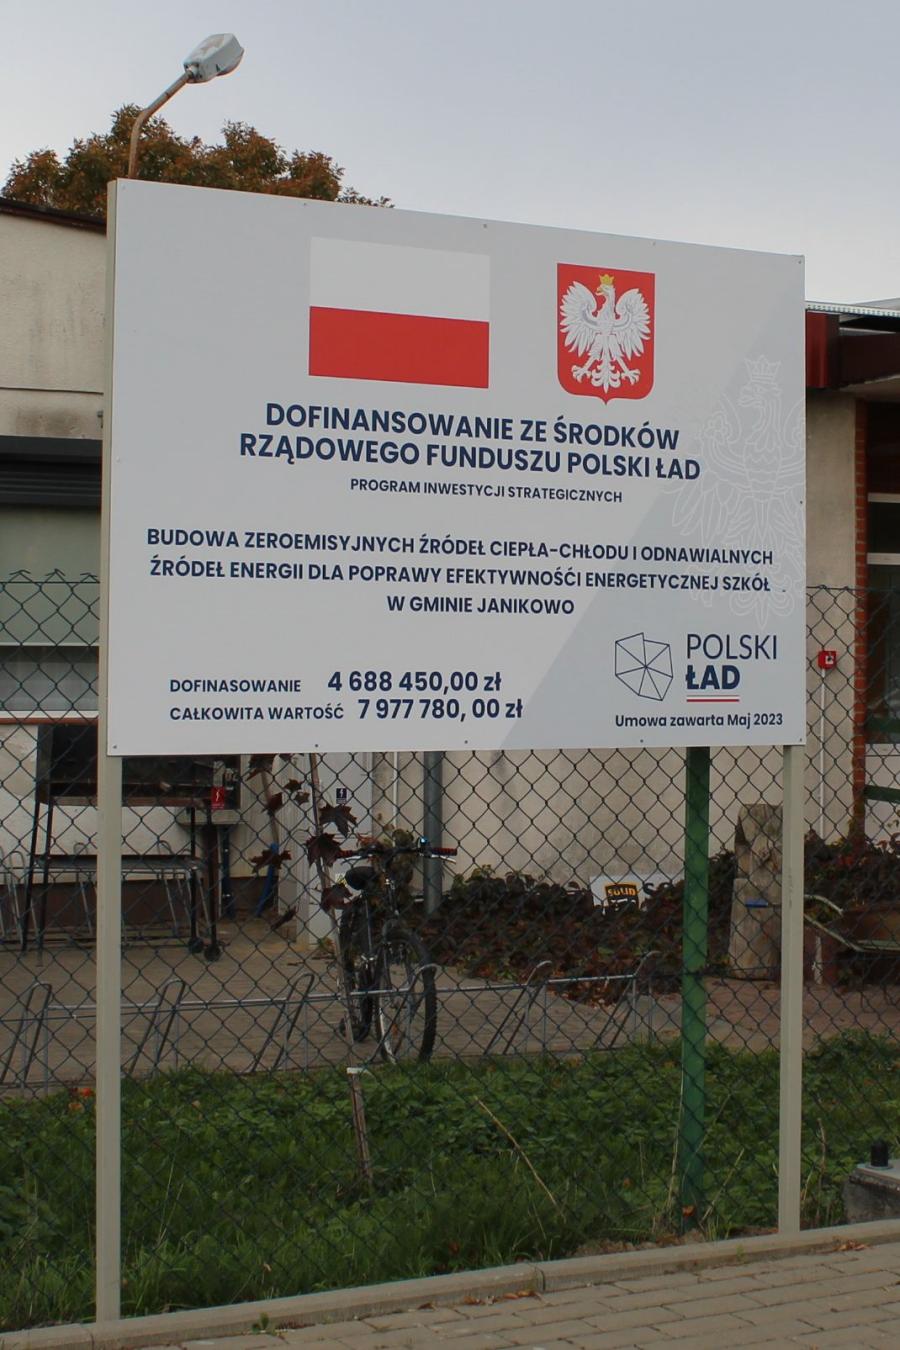 DOFINANSOWANIE ZE ŚRODKÓW
RZĄDOWEGO FUNDUSZU POLSKI ŁAD
PROGRAM INWESTYCJI STRATEGICZNYCH
BUDOWA ZEROEMISYJNYCH ŹRÓDEŁ CIEPŁA-CHŁODU I ODNAWIALNYCH
ŹRÓDEŁ ENERGII DLA POPRAWY EFEKTYWNOŚĆI ENERGETYCZNEJ SZKÓŁ
W GMINIE JANIKOWO
DOFINASOWANIE 4 688 450,00 zł
CAŁKOWITA WARTOŚĆ 7 977 780, 00 zł
POLSKI
ŁAD
Umowa zawarta Maj 2023
SOLID